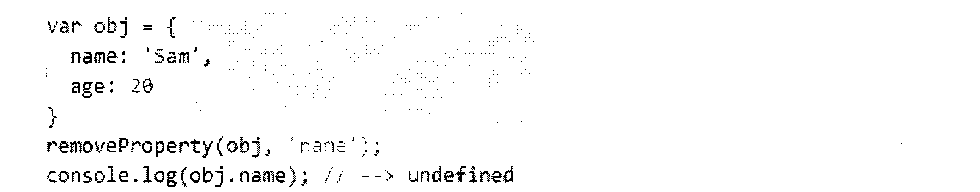 var obj = {
  name: 'Sam',
  age: 20
}
removeProperty(obj, 'name');
console.log(obj.name); // --> undefined